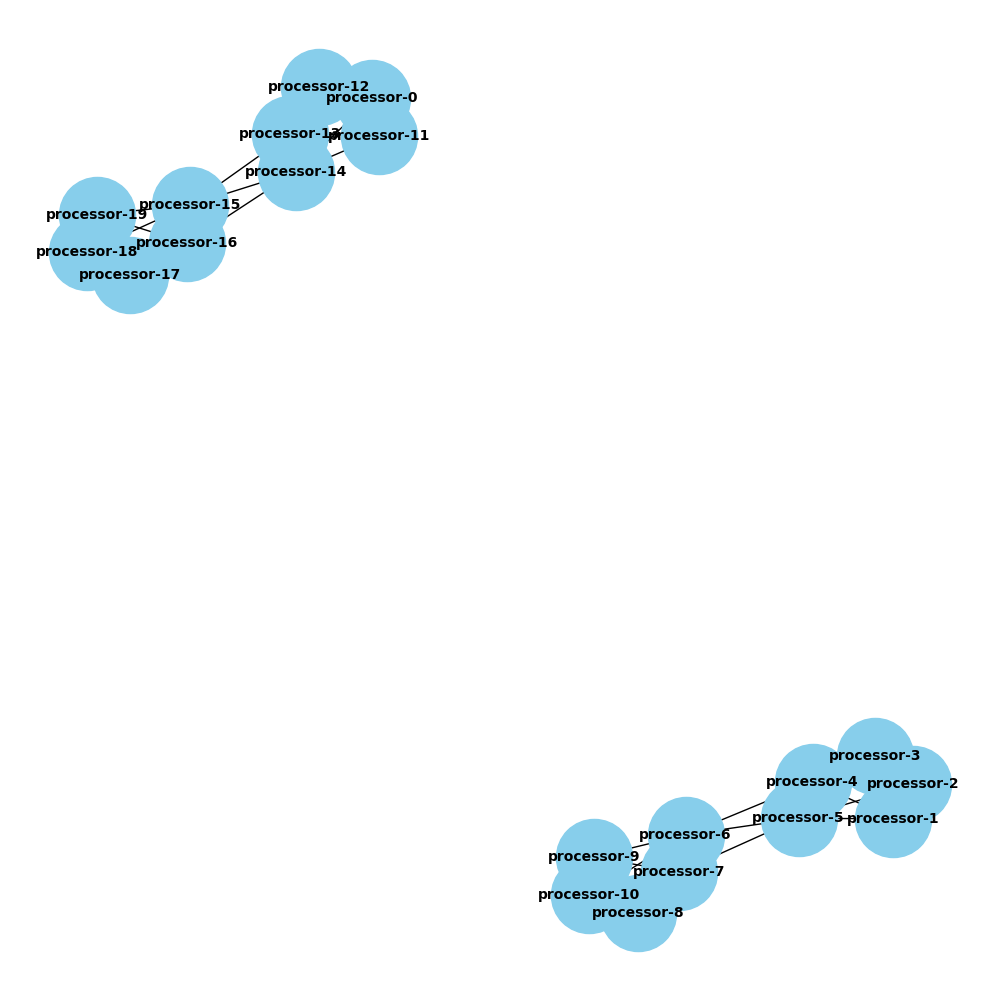 processor-12
processor-0
processor-13
processor-11
processor-14
processor-15
processor-19
processor-16
processor-18
processor-17
processor-3
processor-4
processor-2
processor-5
processor-1
processor-6
processor-9
processor-7
processor-10
processor-8